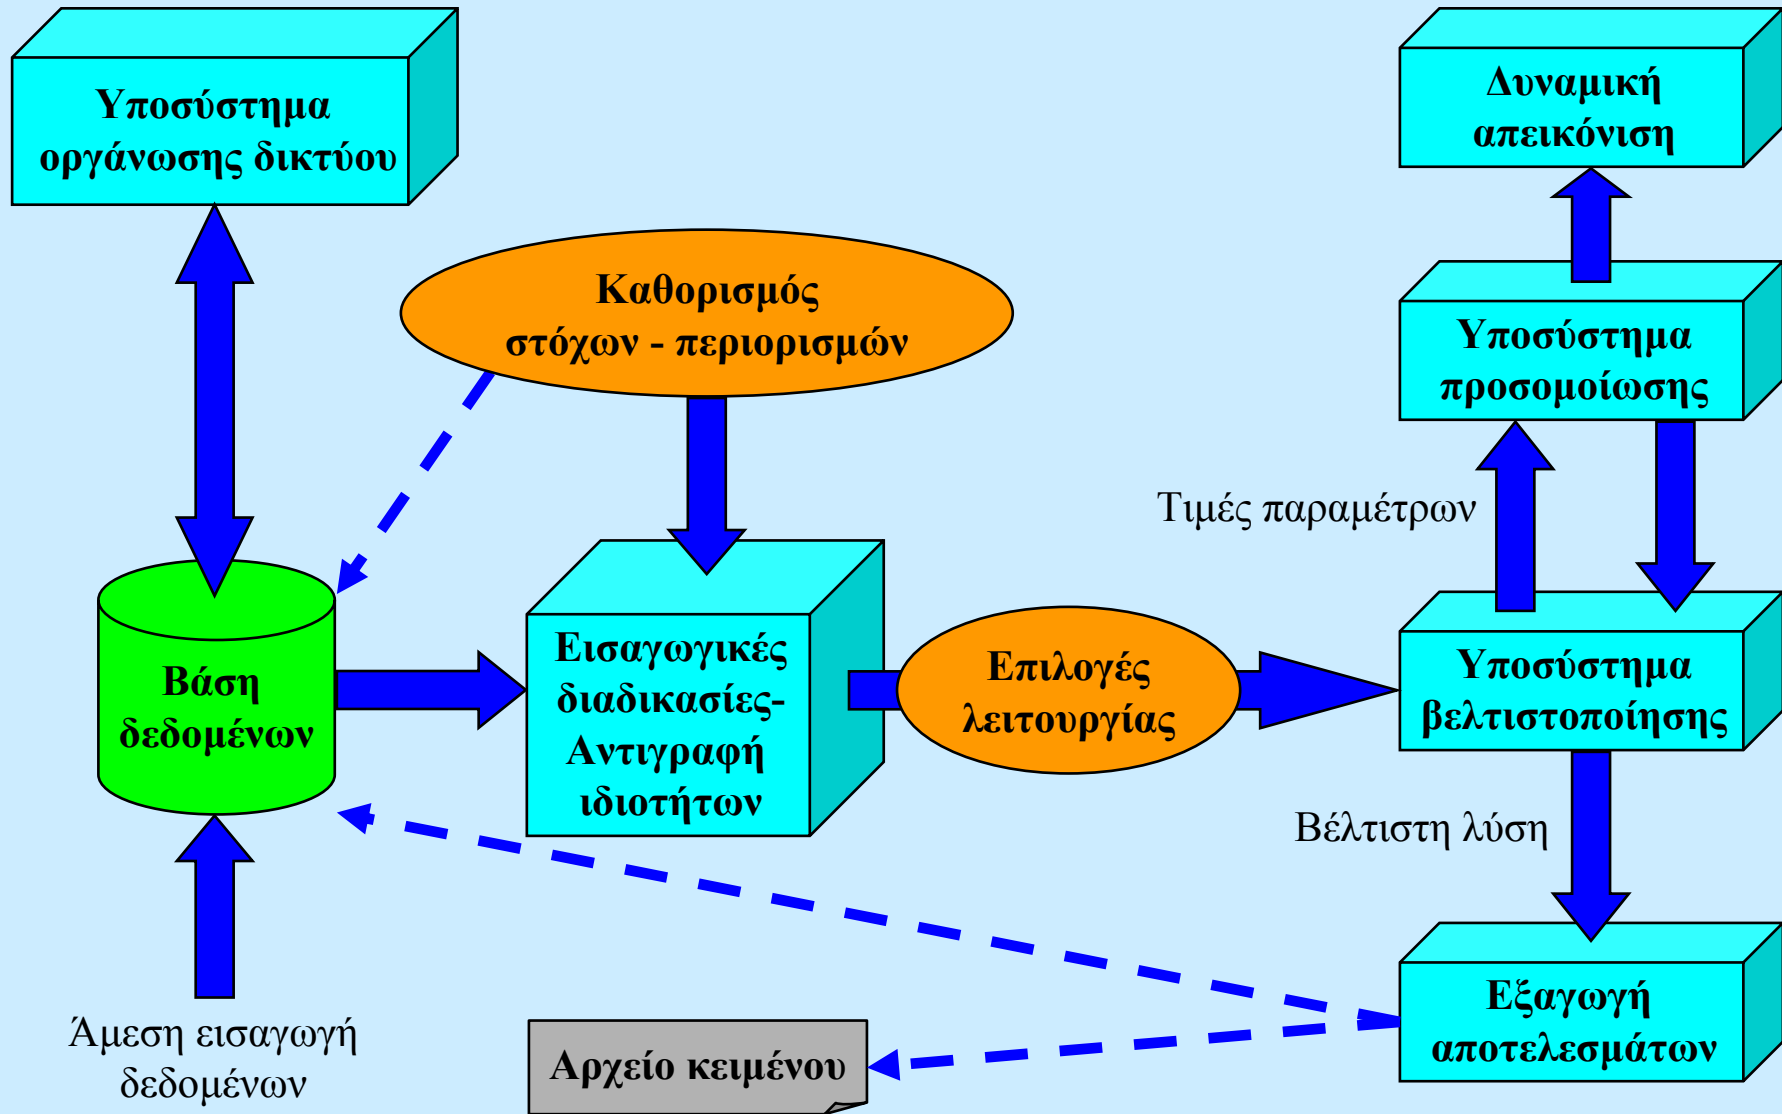 Υποσύστημα
οργάνωσης δικτύου
Δυναμική
απεικόνιση
Καθορισμός
στόχων - περιορισμών
Υποσύστημα
προσομοίωσης
Τιμές παραμέτρων
Βάση
δεδομένων
Εισαγωγικές
διαδικασίες-
Αντιγραφή
ιδιοτήτων
Επιλογές
λειτουργίας
Υποσύστημα
βελτιστοποίησης
Βέλτιστη λύση
Άμεση εισαγωγή
δεδομένων
Αρχείο κειμένου
Εξαγωγή
αποτελεσμάτων